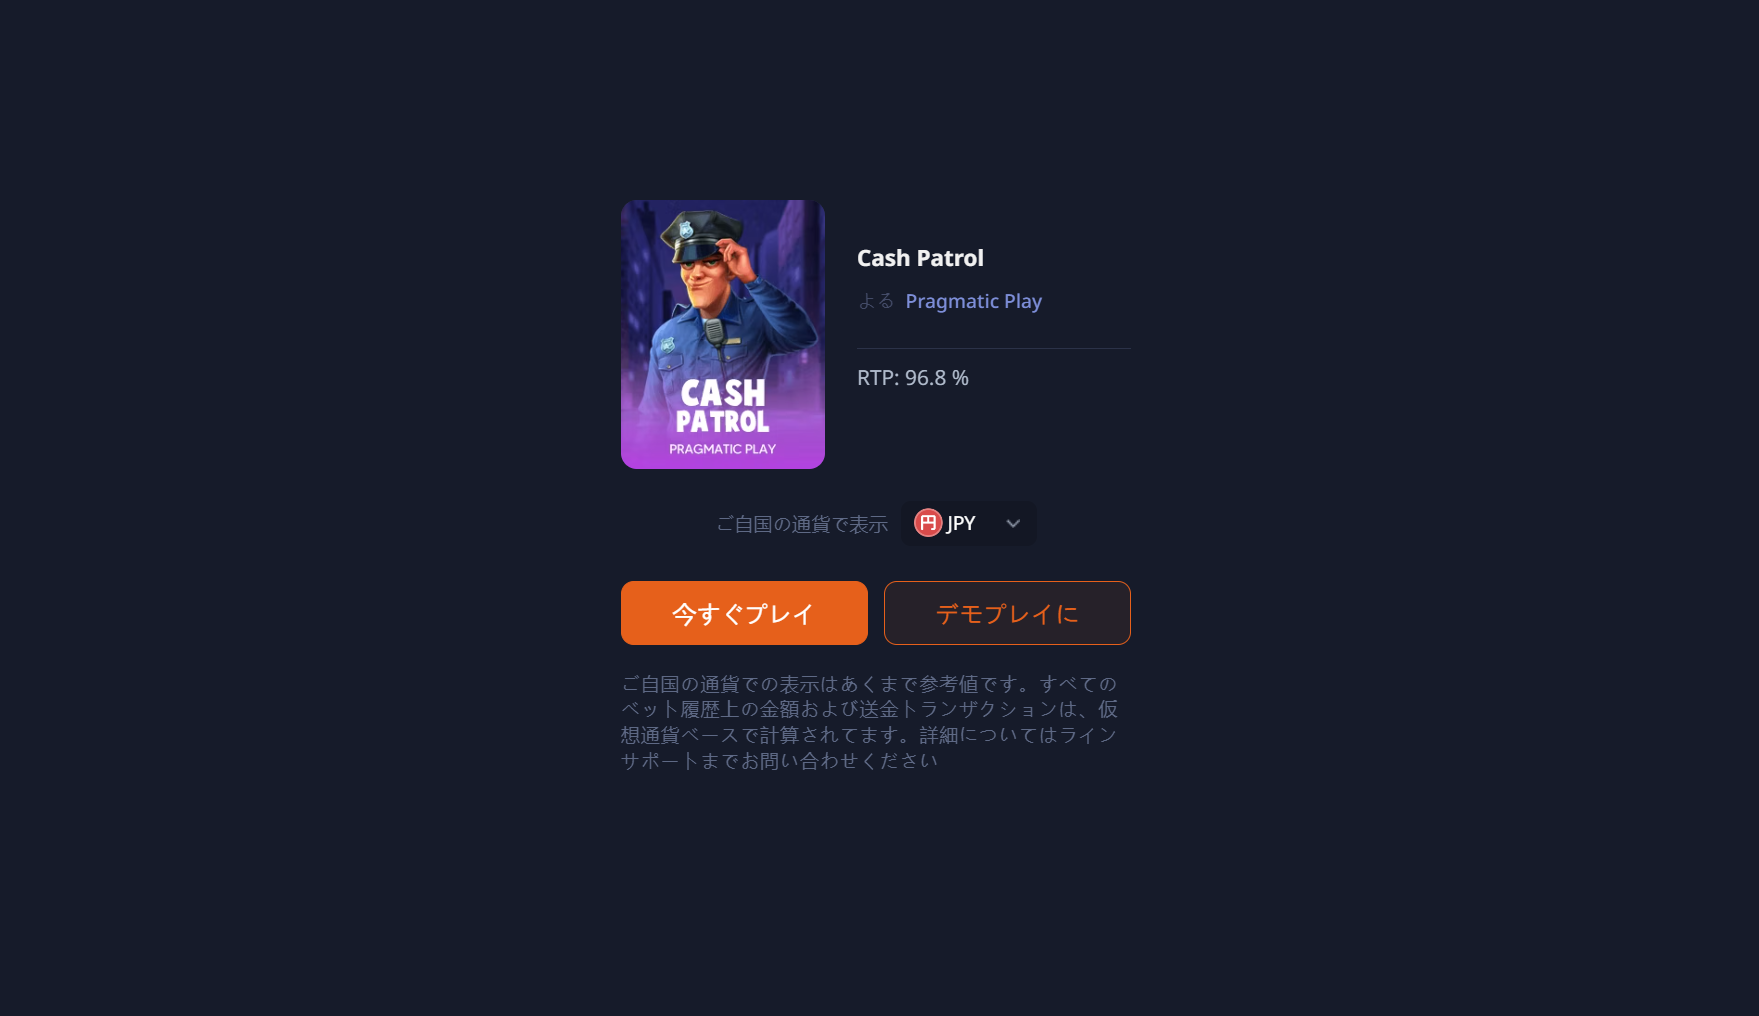 CASH
PATROL
PRAGMATIC PLAY
Cash Patrol
よる Pragmatic Play
RTP: 96.8 %
ご自国の通貨で表示 円 JPY
今すぐプレイ
デモプレイに
ご自国の通貨での表示はあくまで参考値です。すべての
ベット履歴上の金額および送金トランザクションは、仮
想通貨ベースで計算されてます。詳細についてはライン
サポートまでお問い合わせください